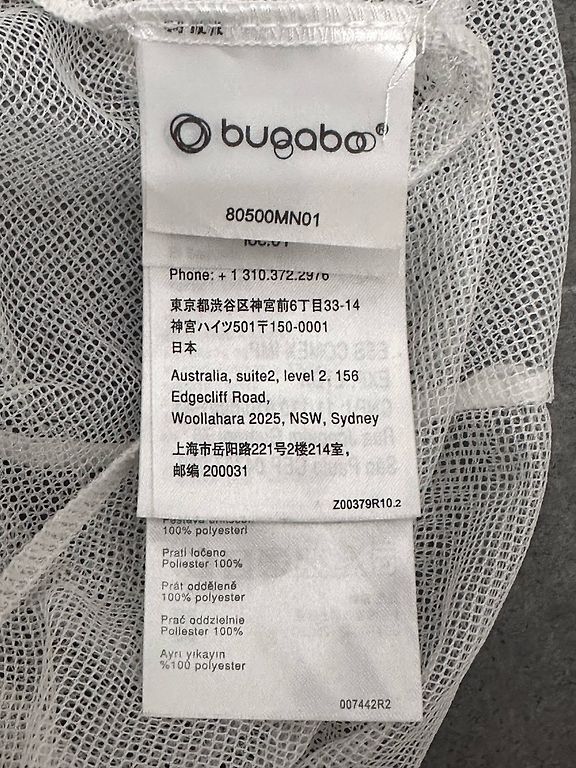 bugaboo®
80500MN01
Phone: + 1 310.372.2976
東京都渋谷区神宮前6丁目33-14
神宮ハイツ501〒150-0001
日本
Australia, suite2, level 2. 156
Edgecliff Road,
Woollahara 2025, NSW, Sydney
上海市岳阳路221号2楼214室，
邮编 200031
Z00379R10.2
100% polyesteri
Prati ločeno
Poliester 100%
Prát odděleně
100% polyester
Prać oddzielnie
Poliester 100%
Ayrı yıkayın
%100 polyester
007442R2